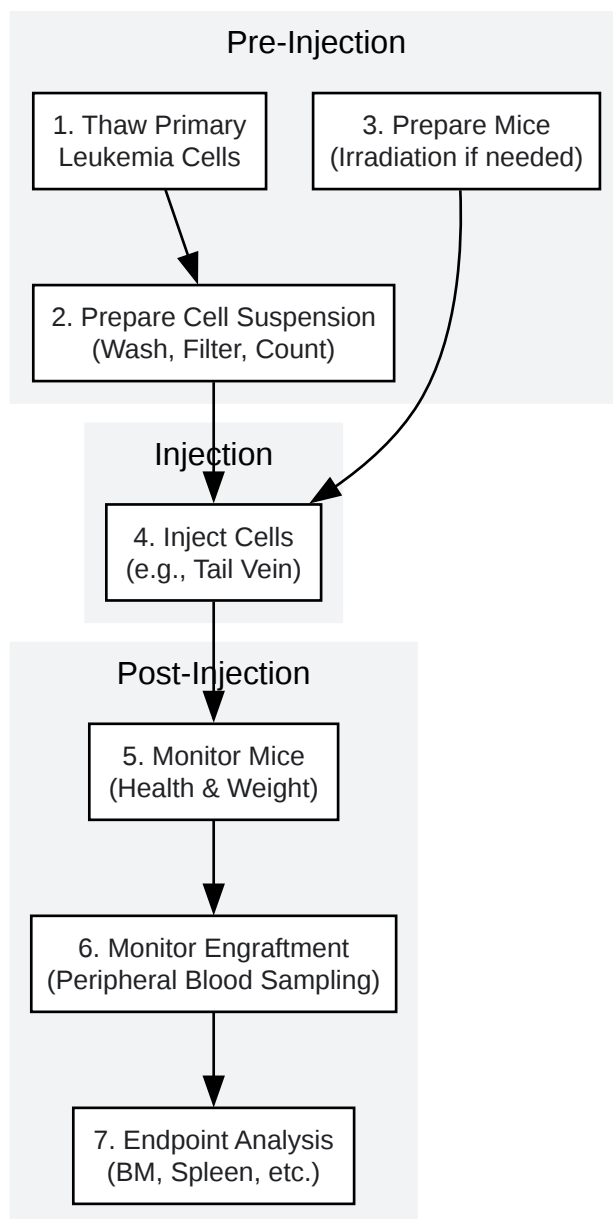 Pre-Injection
1. Thaw Primary
Leukemia Cells
3. Prepare Mice
(Irradiation if needed)
2. Prepare Cell Suspension
(Wash, Filter, Count)
Injection
4. Inject Cells
(e.g., Tail Vein)
Post-Injection
5. Monitor Mice
(Health & Weight)
6. Monitor Engraftment
(Peripheral Blood Sampling)
7. Endpoint Analysis
(BM, Spleen, etc.)